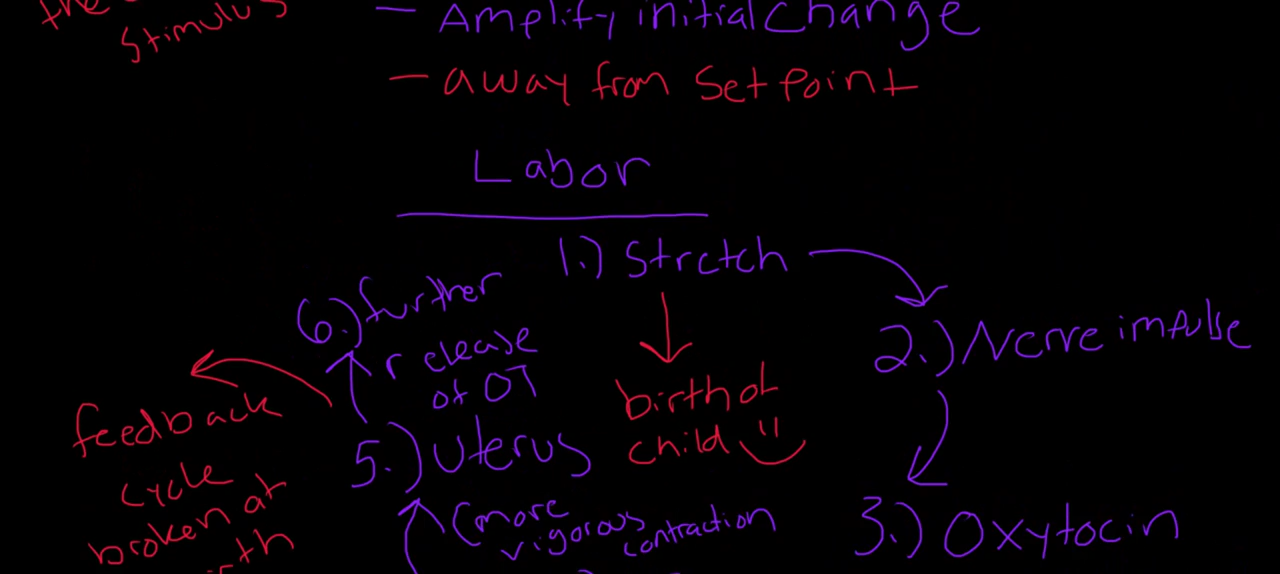 the
Stimulus
— Amplify initial Change
— away from Set Point
Labor
1.) Stretch
6.) further
release
of OT
2.) Nerve impulse
birth of
child
feedback
cycle
broken at
5.) Uterus
(more
vigorous
contraction
3.) Oxytocin